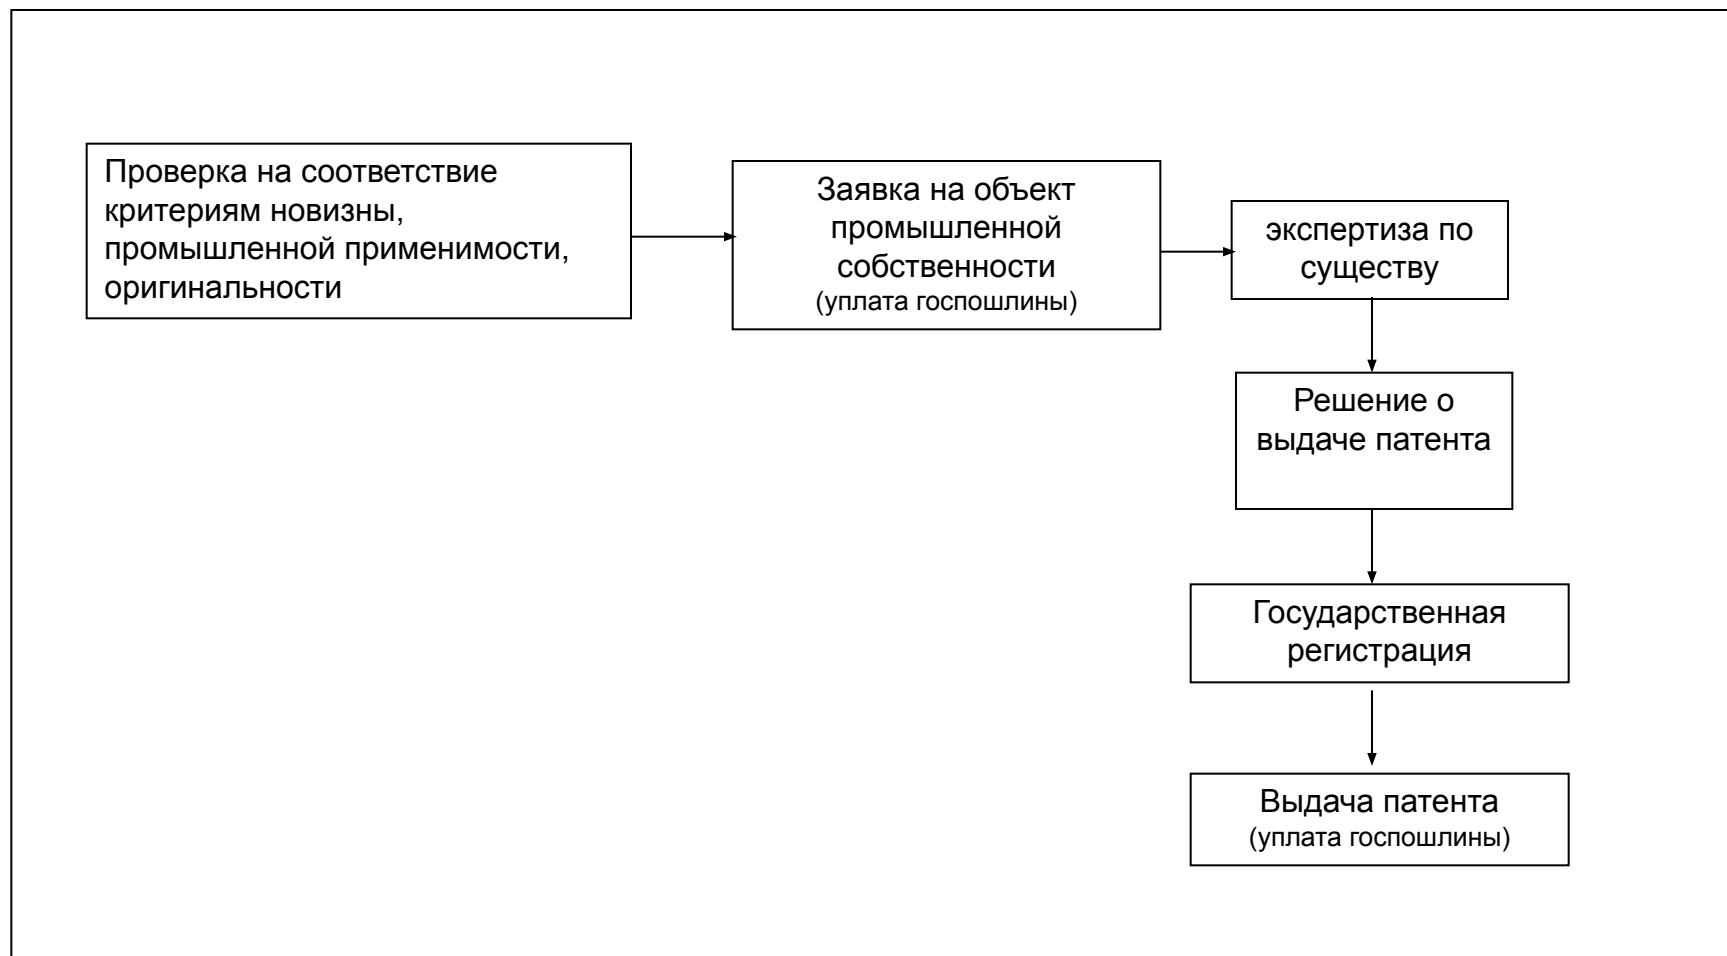 Проверка на соответствие
критериям новизны,
промышленной применимости,
оригинальности
Заявка на объект
промышленной
собственности
(уплата госпошлины)
экспертиза по
существу
Решение о
выдаче патента
Государственная
регистрация
Выдача патента
(уплата госпошлины)